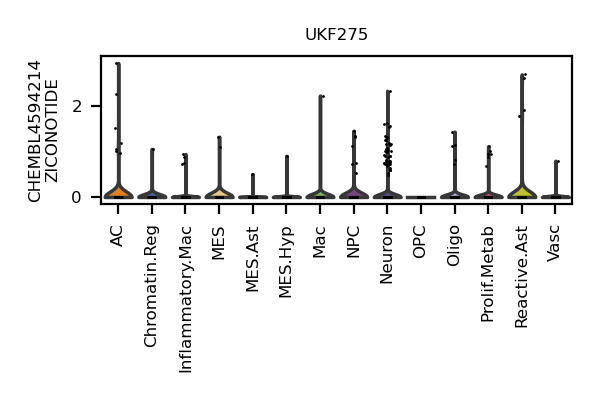 UKF275
CHEMBL4594214
ZICONOTIDE
2
0
AC
Chromatin.Reg
Inflammatory.Mac
MES
MES.Ast
MES.Hyp
Mac
NPC
Neuron
OPC
Oligo
Prolif.Metab
Reactive.Ast
Vasc